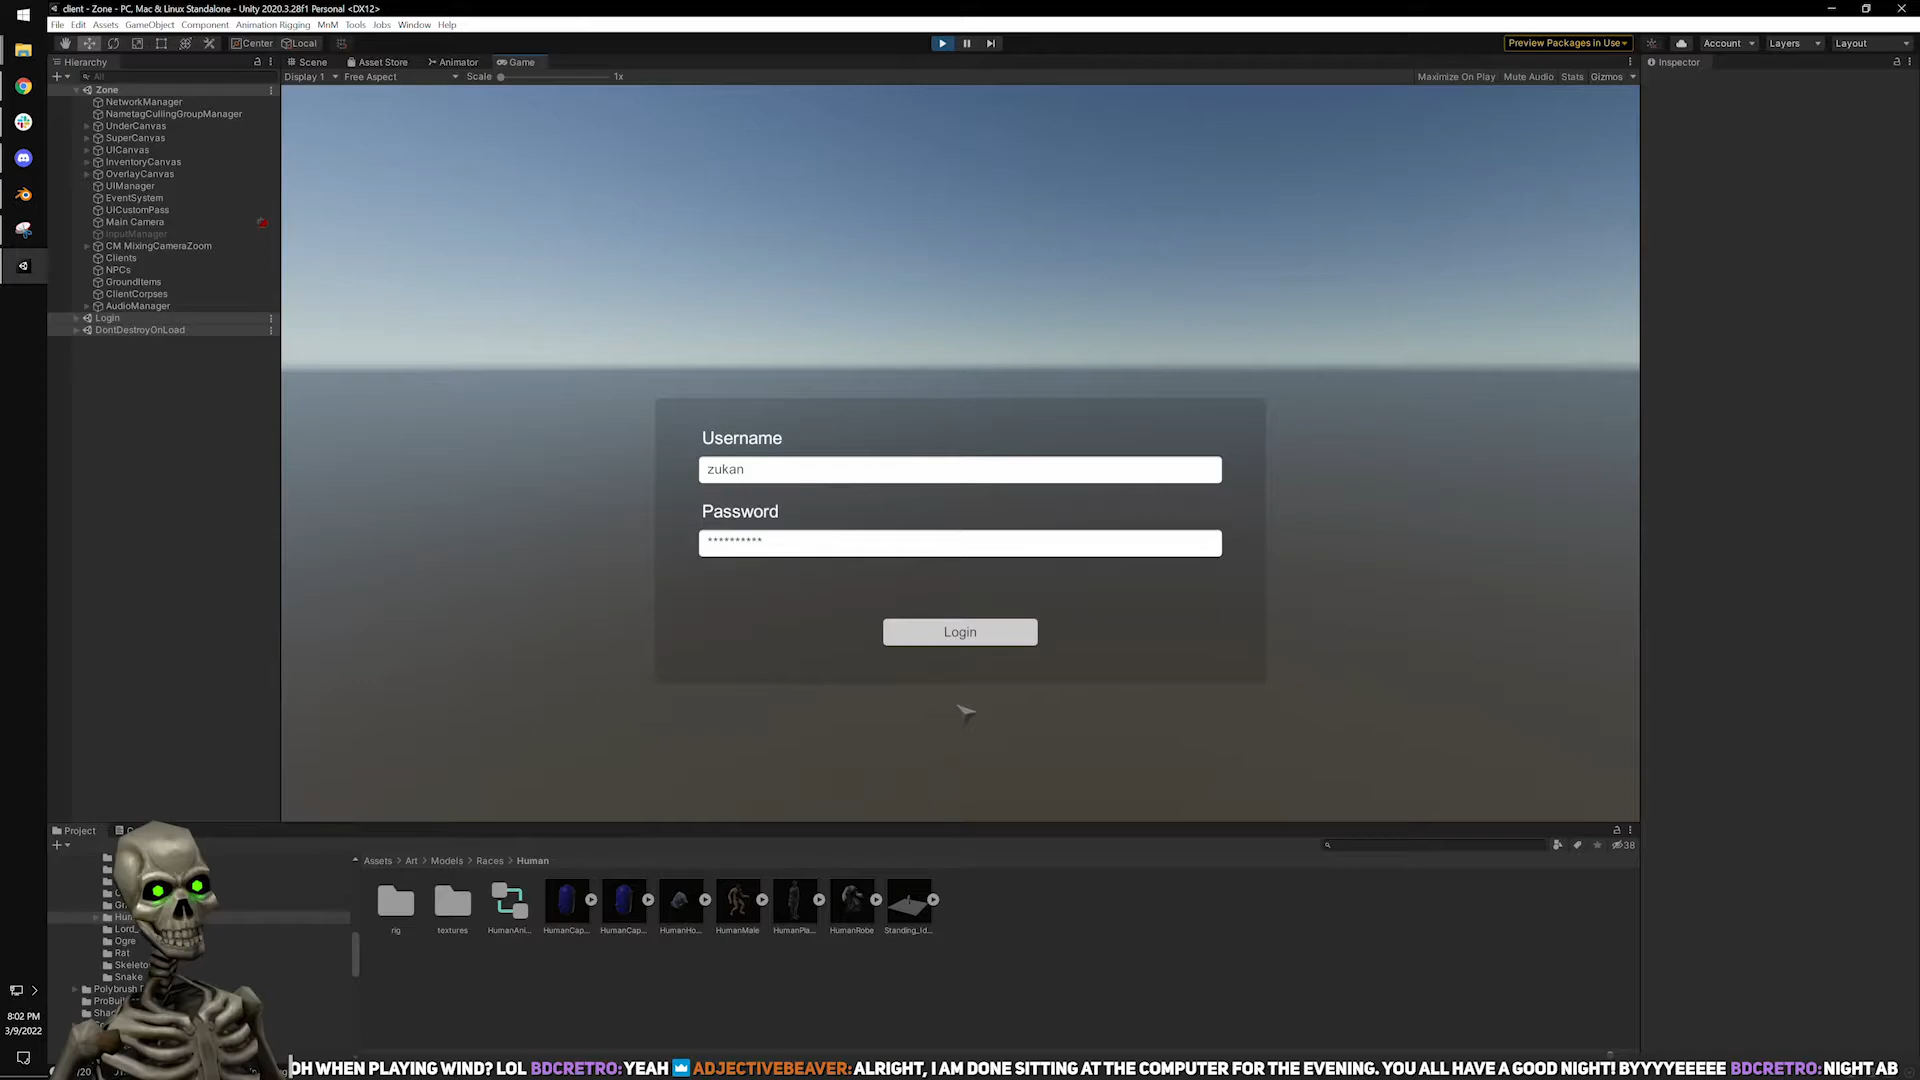 client - Zone - PC, Mac & Linux Standalone - Unity 2020.3.28f1 Personal <DX12>
File Edit Assets GameObject Component Animation Rigging MnM Tools Jobs Window Help
Center Local
Preview Packages in Use Account Layers Layout
Hierarchy
Scene Asset Store Animator Game
Inspector
All
Display 1 Free Aspect Scale 1x
Maximize On Play Mute Audio Stats Gizmos
Zone
NetworkManager
NametagCullingGroupManager
UnderCanvas
SuperCanvas
UICanvas
InventoryCanvas
OverlayCanvas
UIManager
EventSystem
UICustomPass
Main Camera
InputManager
CM MixingCameraZoom
Clients
NPCs
GroundItems
ClientCorpses
AudioManager
Login
DontDestroyOnLoad
Username
zukan
Password
**********
Login
Project
38
Assets > Art > Models > Races > Human
Lord_
Ogre
Rat
Skeleto
Snake
Polybrush
ProBui
rig
textures
HumanAni...
HumanCap...
HumanCap...
HumanHo...
HumanMale
HumanPla...
HumanRobe
Standing_Id...
8:02 PM
3/9/2022
OH WHEN PLAYING WIND? LOL BDCRETRO: YEAH ADJECTIVEBEAVER: ALRIGHT, I AM DONE SITTING AT THE COMPUTER FOR THE EVENING. YOU ALL HAVE A GOOD NIGHT! BYYYYEEEEE BDCRETRO: NIGHT AB